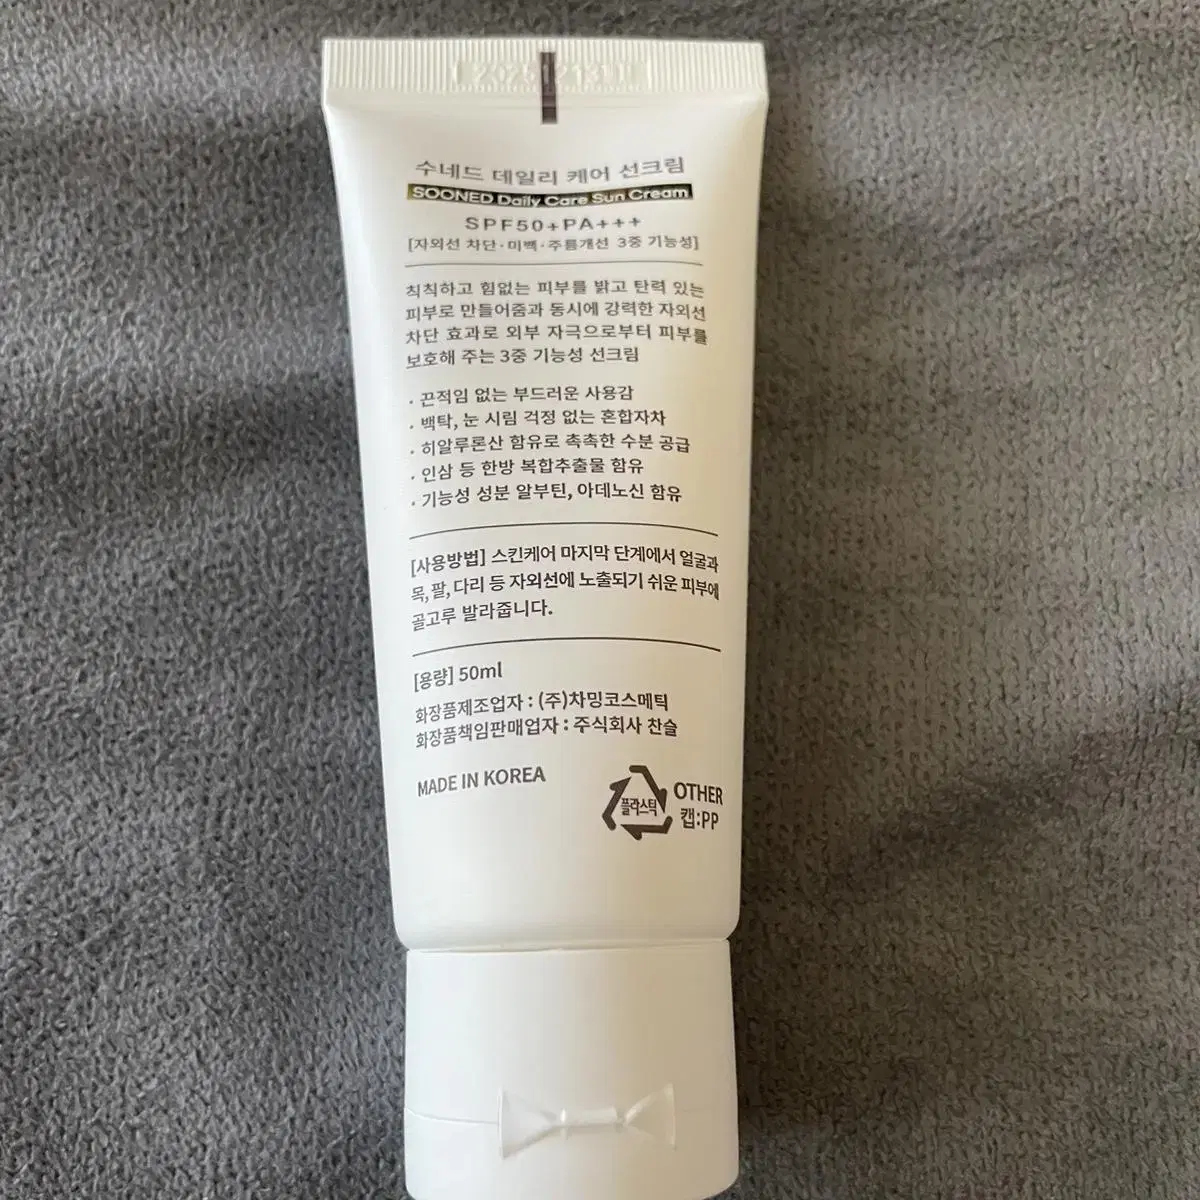 수네드 데일리 케어 선크림
SOONED Daily Care Sun Cream
SPF50+PA+++
[자외선 차단·미백·주름개선 3중 기능성]
칙칙하고 힘없는 피부를 밝고 탄력 있는
피부로 만들어줌과 동시에 강력한 자외선
차단 효과로 외부 자극으로부터 피부를
보호해 주는 3중 기능성 선크림
· 끈적임 없는 부드러운 사용감
· 백탁, 눈 시림 걱정 없는 혼합자차
· 히알루론산 함유로 촉촉한 수분 공급
· 인삼 등 한방 복합추출물 함유
· 기능성 성분 알부틴, 아데노신 함유
[사용방법] 스킨케어 마지막 단계에서 얼굴과
목, 팔, 다리 등 자외선에 노출되기 쉬운 피부에
골고루 발라줍니다.
[용량] 50ml
화장품제조업자 : (주)차밍코스메틱
화장품책임판매업자 : 주식회사 찬슬
MADE IN KOREA
플라스틱
OTHER
캡:PP